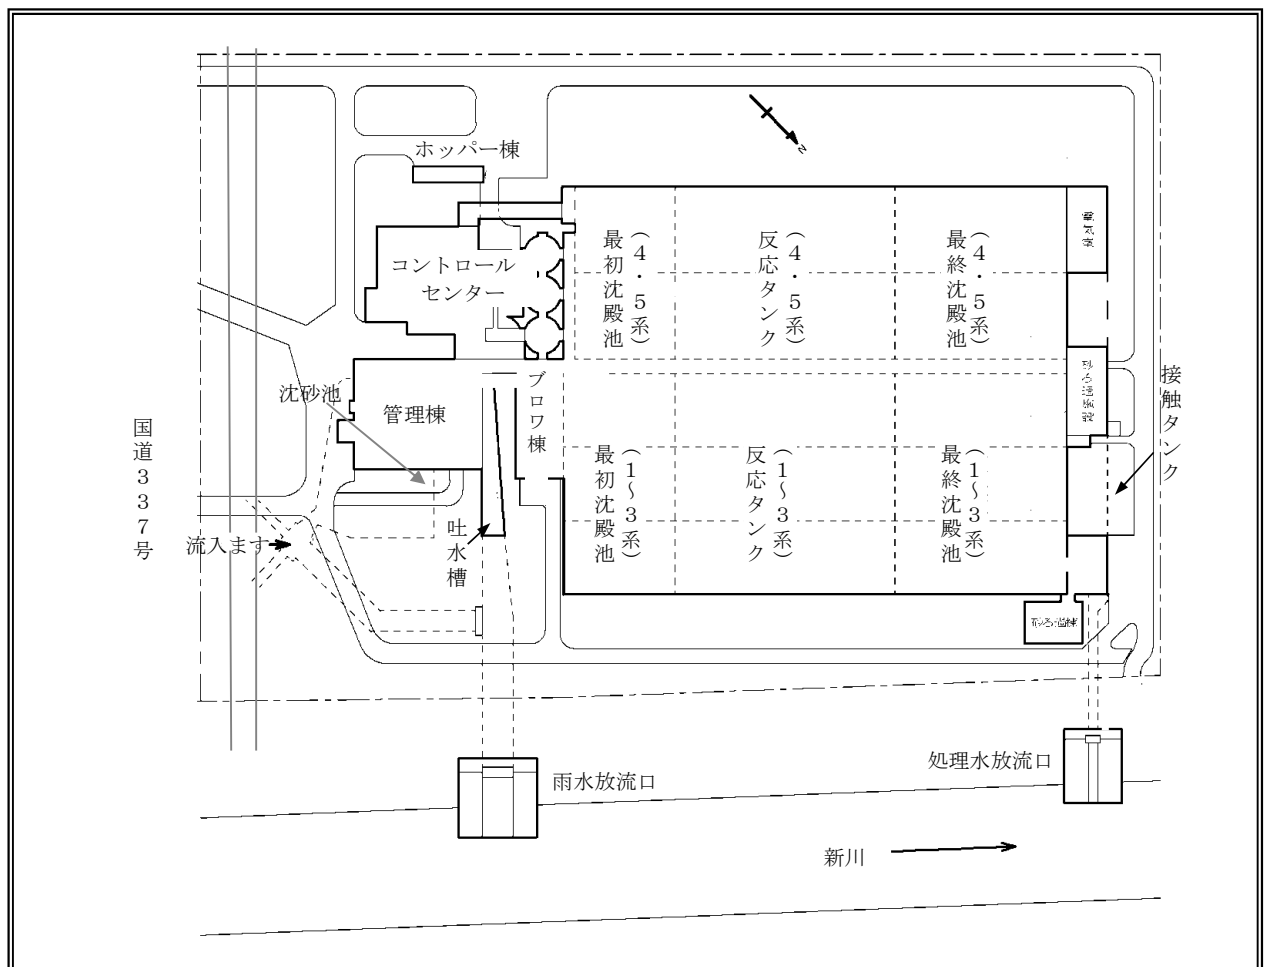 ホッパー棟
N
コントロール
センター
最初沈殿池
(4・5系)
反応タンク
(4・5系)
最終沈殿池
(4・5系)
電気室
沈砂池
管理棟
ブロワ棟
接触タンク
国道337号
最初沈殿池
(1〜3系)
反応タンク
(1〜3系)
最終沈殿池
(1〜3系)
流入ます
吐水槽
雨水放流口
処理水放流口
新川